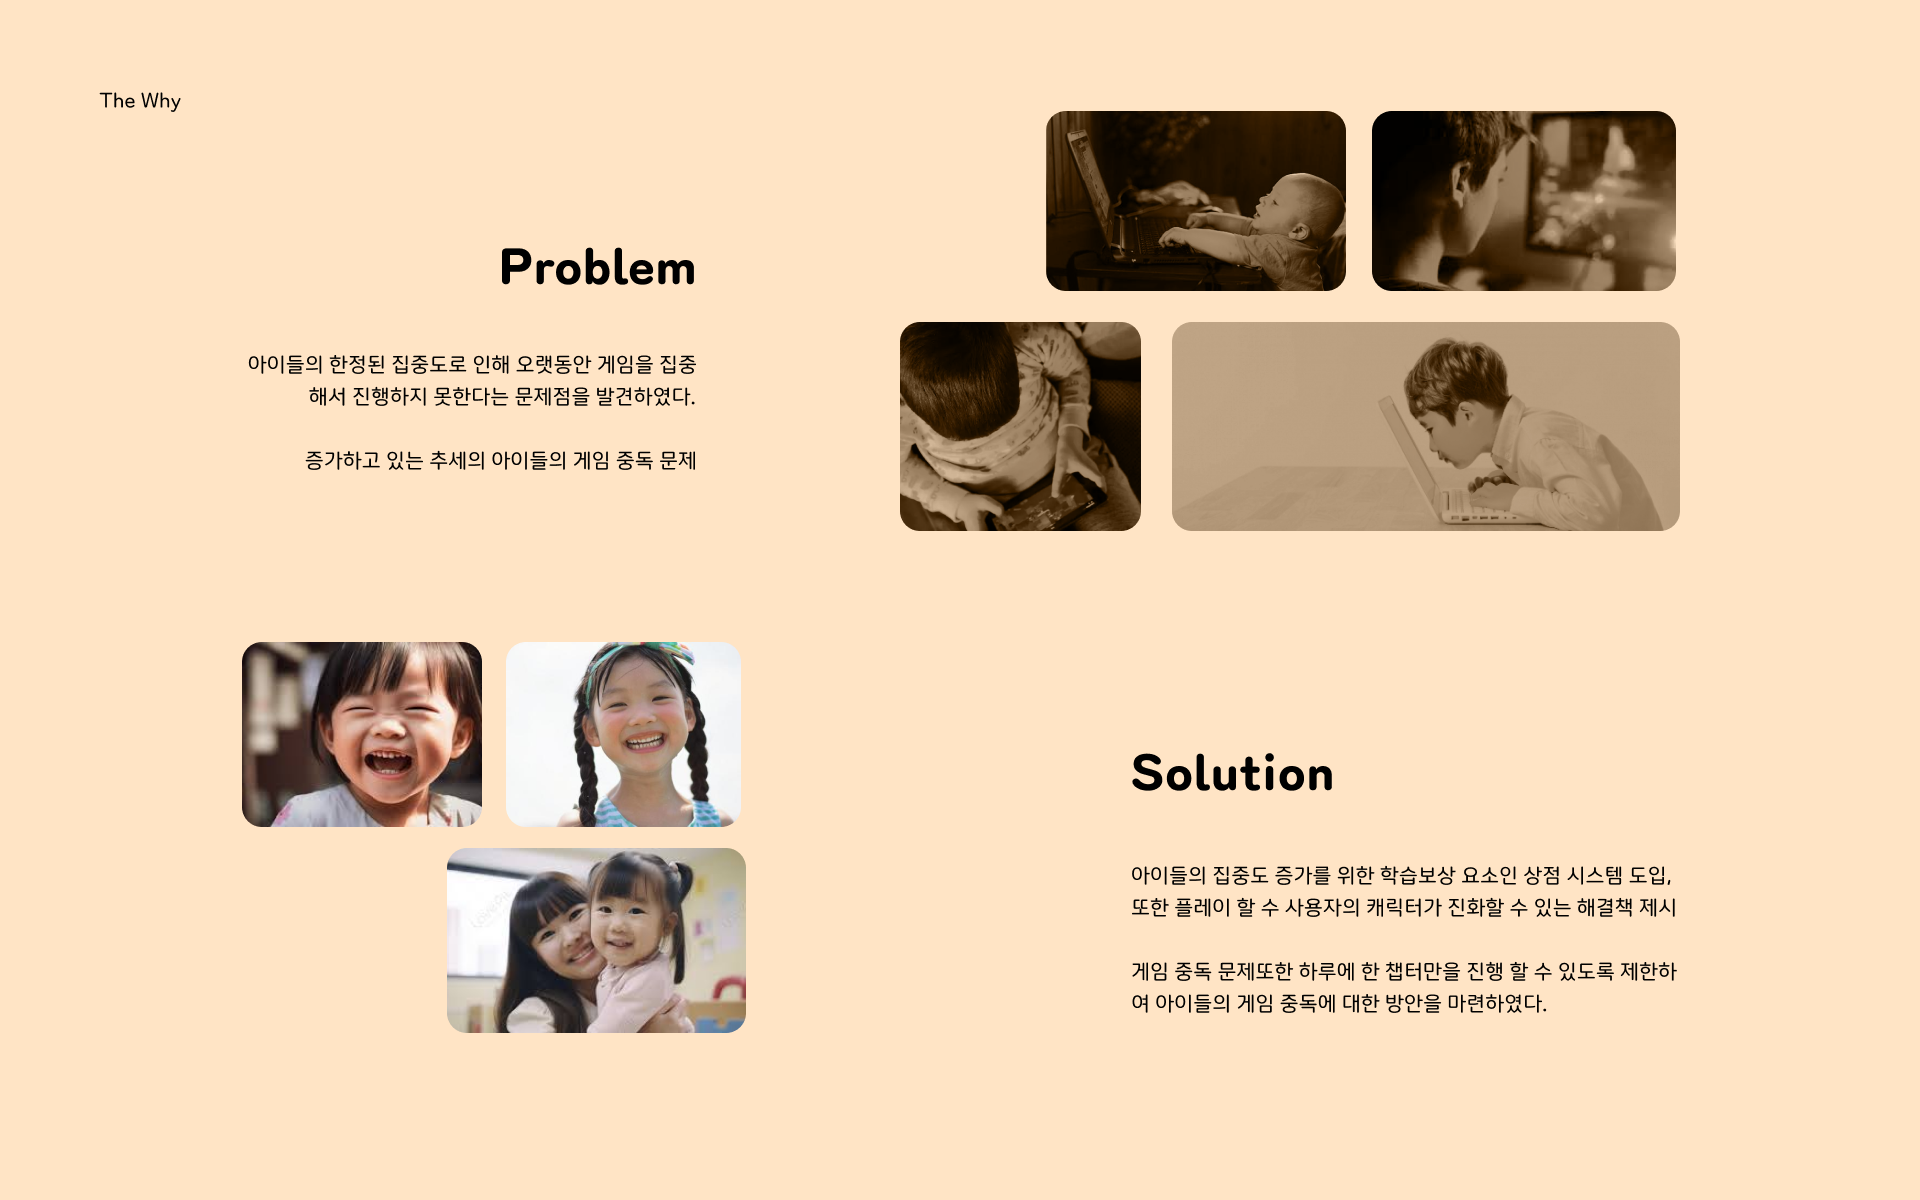 The Why
Problem
아이들의 한정된 집중도로 인해 오랫동안 게임을 집중
해서 진행하지 못한다는 문제점을 발견하였다.
증가하고 있는 추세의 아이들의 게임 중독 문제
Solution
아이들의 집중도 증가를 위한 학습보상 요소인 상점 시스템 도입,
또한 플레이 할 수 사용자의 캐릭터가 진화할 수 있는 해결책 제시
게임 중독 문제또한 하루에 한 챕터만을 진행 할 수 있도록 제한하
여 아이들의 게임 중독에 대한 방안을 마련하였다.